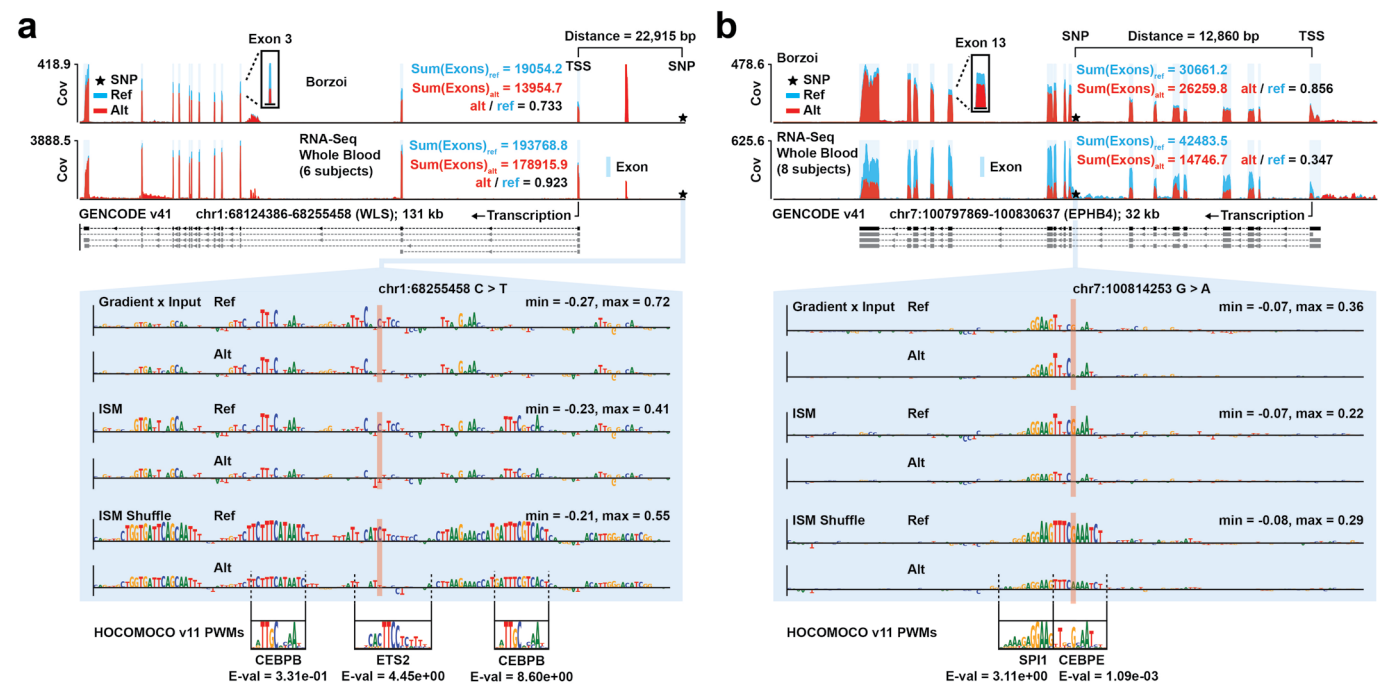 a
Distance = 22,915 bp
Exon 3
TSS
SNP
418.9
Cov
SNP
Ref
Alt
Borzoi
Sum(Exons)ref = 19054.2
Sum(Exons)alt = 13954.7
alt / ref = 0.733
3888.5
Cov
RNA-Seq
Whole Blood
(6 subjects)
Sum(Exons)ref = 193768.8
Sum(Exons)alt = 178915.9
alt / ref = 0.923
Exon
GENCODE v41 chr1:68124386-68255458 (WLS); 131 kb
Transcription
chr1:68255458 C > T
Gradient x Input Ref min = -0.27, max = 0.72
Alt
ISM Ref min = -0.23, max = 0.41
Alt
ISM Shuffle Ref min = -0.21, max = 0.55
Alt
HOCOMOCO v11 PWMs
CEBPB
E-val = 3.31e-01
ETS2
E-val = 4.45e+00
CEBPB
E-val = 8.60e+00
b
SNP Distance = 12,860 bp TSS
Exon 13
478.6
Cov
Borzoi
SNP
Ref
Alt
Sum(Exons)ref = 30661.2
Sum(Exons)alt = 26259.8 alt / ref = 0.856
625.6
Cov
RNA-Seq
Whole Blood
(8 subjects)
Exon
Sum(Exons)ref = 42483.5
Sum(Exons)alt = 14746.7 alt / ref = 0.347
GENCODE v41 chr7:100797869-100830637 (EPHB4); 32 kb
Transcription
chr7:100814253 G > A
Gradient x Input Ref min = -0.07, max = 0.36
Alt
ISM Ref min = -0.07, max = 0.22
Alt
ISM Shuffle Ref min = -0.08, max = 0.29
Alt
HOCOMOCO v11 PWMs
SPI1 CEBPE
E-val = 3.11e+00 E-val = 1.09e-03